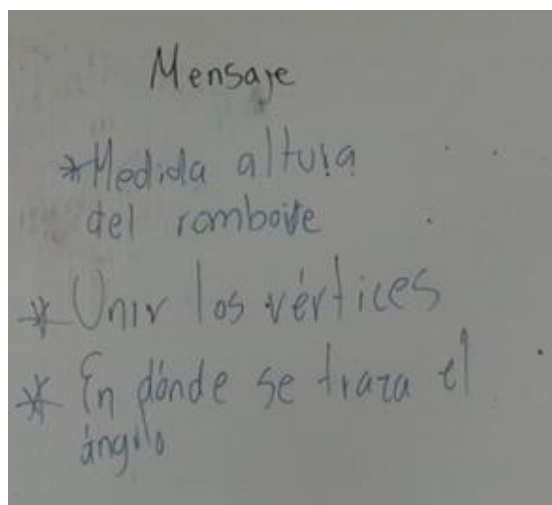 Mensaje
*Medida altura
del romboide
* Unir los vértices
* En dónde se traza el
ángulo